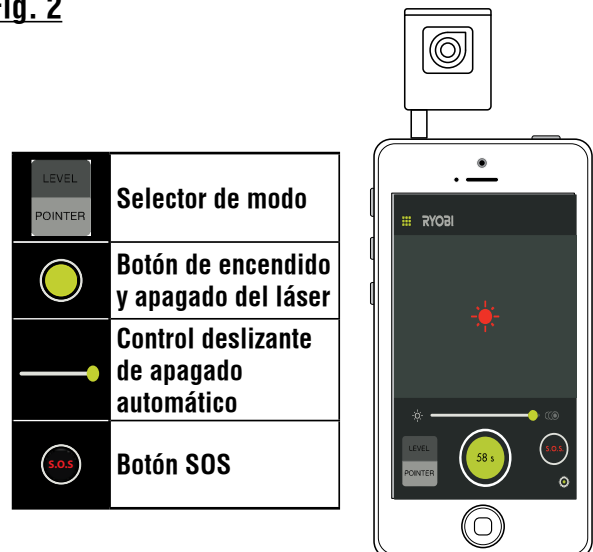 Fig. 2
LEVEL
POINTER
Selector de modo
Botón de encendido
y apagado del láser
Control deslizante
de apagado
automático
S.O.S
Botón SOS
RYOBI
LEVEL
POINTER
58 s
S.O.S.